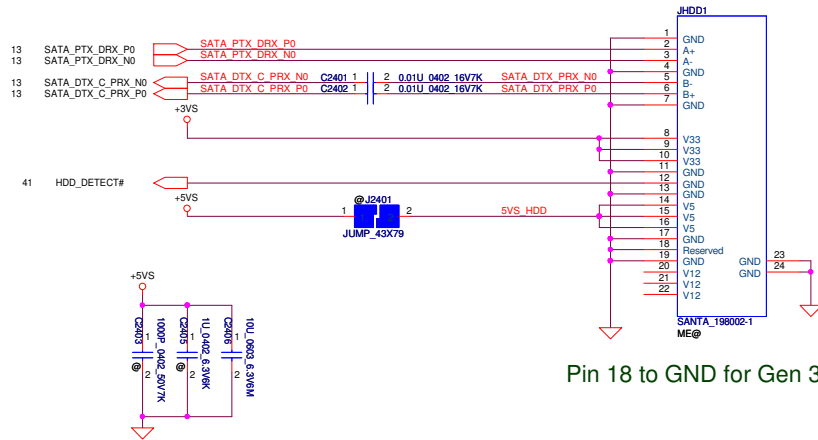 JHDD1
1 GND
13 SATA_PTX_DRX_P0 SATA_PTX_DRX_P0 2 A+
13 SATA_PTX_DRX_N0 SATA_PTX_DRX_N0 3 A-
4 GND
13 SATA_DTX_C_PRX_N0 SATA_DTX_C_PRX_N0 C2401 1 2 0.01U_0402_16V7K SATA_DTX_PRX_N0 5 B-
13 SATA_DTX_C_PRX_P0 SATA_DTX_C_PRX_P0 C2402 1 2 0.01U_0402_16V7K SATA_DTX_PRX_P0 6 B+
7 GND
+3VS
8 V33
9 V33
10 V33
11 GND
41 HDD_DETECT# 12 GND
13 GND
+5VS @J2401 14 V5
1 2 5VS_HDD 15 V5
JUMP_43X79 16 V5
17 GND
18 Reserved
19 GND GND 23
20 V12 GND 24
21 V12
22 V12
+5VS
SANTA_198002-1
ME@
C2403 @ 1 2 1000P_0402_50V7K
C2405 @ 1 2 1U_0402_6.3V6K
C2406 1 2 10U_0603_6.3V6M
Pin 18 to GND for Gen 3